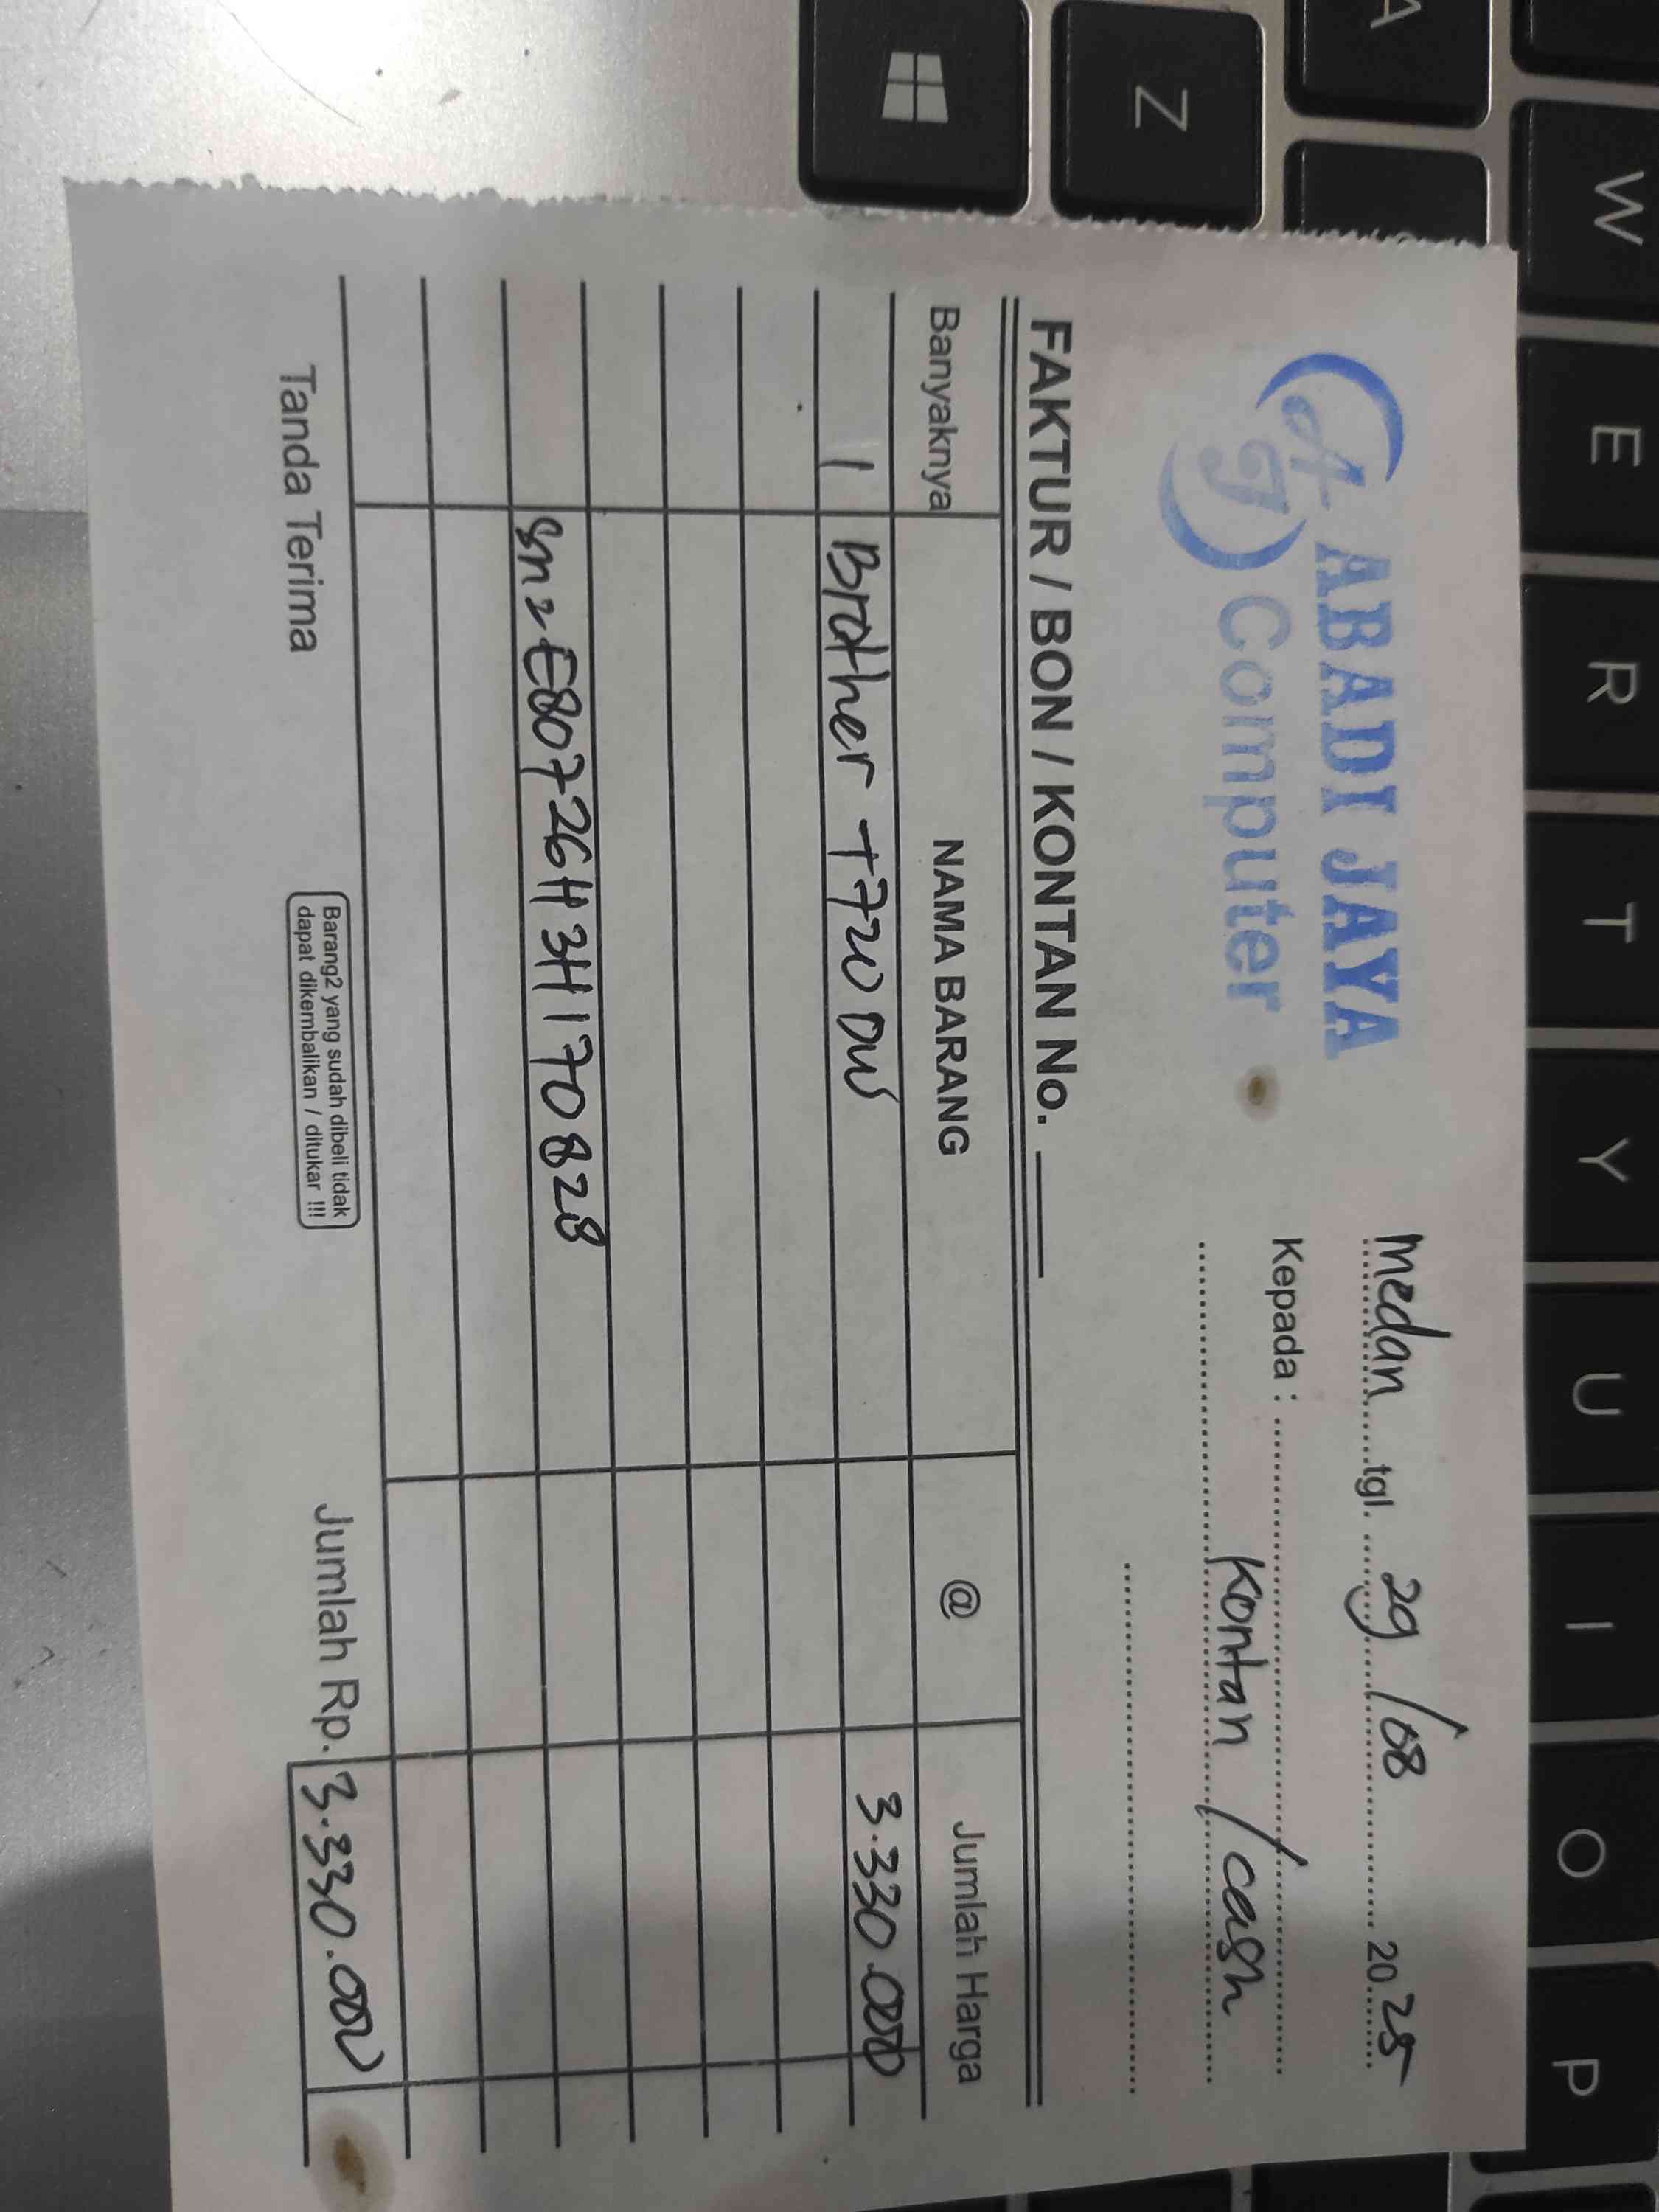 ABADI JAYA
AJ Computer
Medan tgl. 29/08 2025
Kepada :
Kontan / cash
FAKTUR / BON / KONTAN No.
Banyaknya NAMA BARANG @ Jumlah Harga
1 Brother T720 DW 3.330.000
Sn : E80726H3H170828
Tanda Terima
Barang2 yang sudah dibeli tidak
dapat dikembalikan / ditukar !!!
Jumlah Rp. 3.330.000
A
Z
W
E
R
T
Y
U
I
O
P